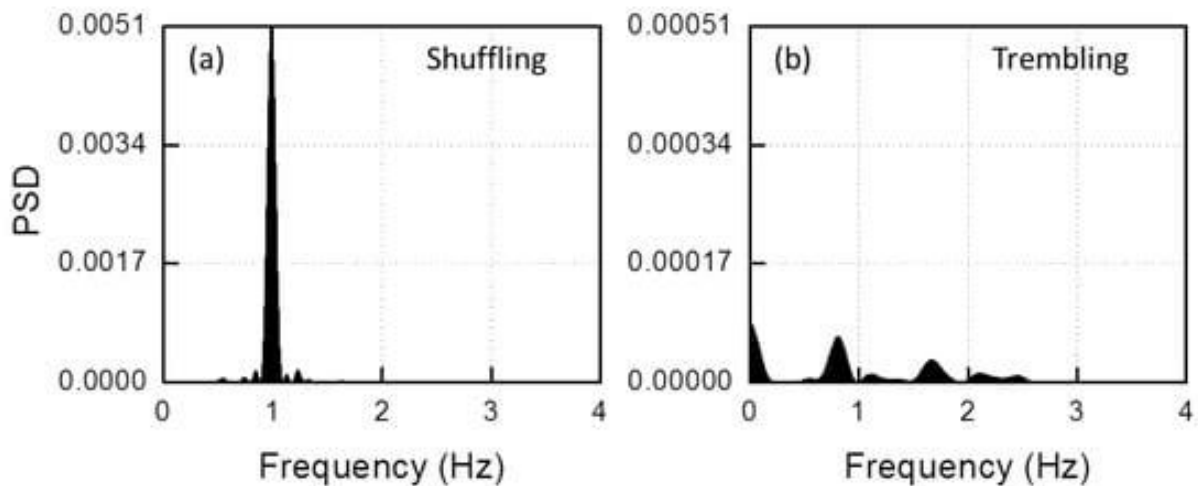 (a) Shuffling
PSD
0.0051
0.0034
0.0017
0.0000
0 1 2 3 4
Frequency (Hz)
(b) Trembling
0.00051
0.00034
0.00017
0.00000
0 1 2 3 4
Frequency (Hz)